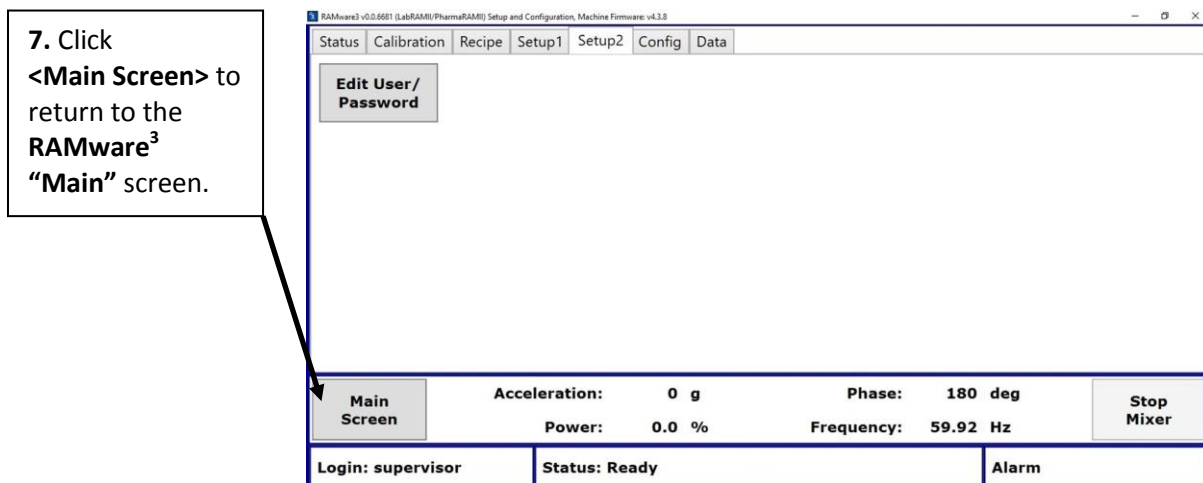 7. Click
<Main Screen> to
return to the
RAMware³
“Main” screen.
RAMware3 v0.0.6681 (LabRAMII/PharmaRAMII) Setup and Configuration, Machine Firmware: v4.3.8
Status Calibration Recipe Setup1 Setup2 Config Data
Edit User/
Password
Main
Screen
Acceleration: 0 g
Power: 0.0 %
Phase: 180 deg
Frequency: 59.92 Hz
Stop
Mixer
Login: supervisor
Status: Ready
Alarm